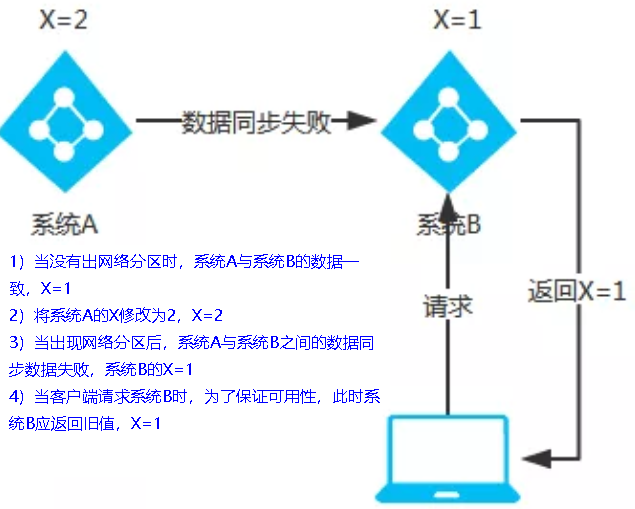 X=2
X=1
数据同步失败
系统A
系统B
1）当没有出网络分区时，系统A与系统B的数据一
致，X=1
2）将系统A的X修改为2，X=2
3）当出现网络分区后，系统A与系统B之间的数据同
步数据失败，系统B的X=1
4）当客户端请求系统B时，为了保证可用性，此时系
统B应返回旧值，X=1
请求
返回X=1